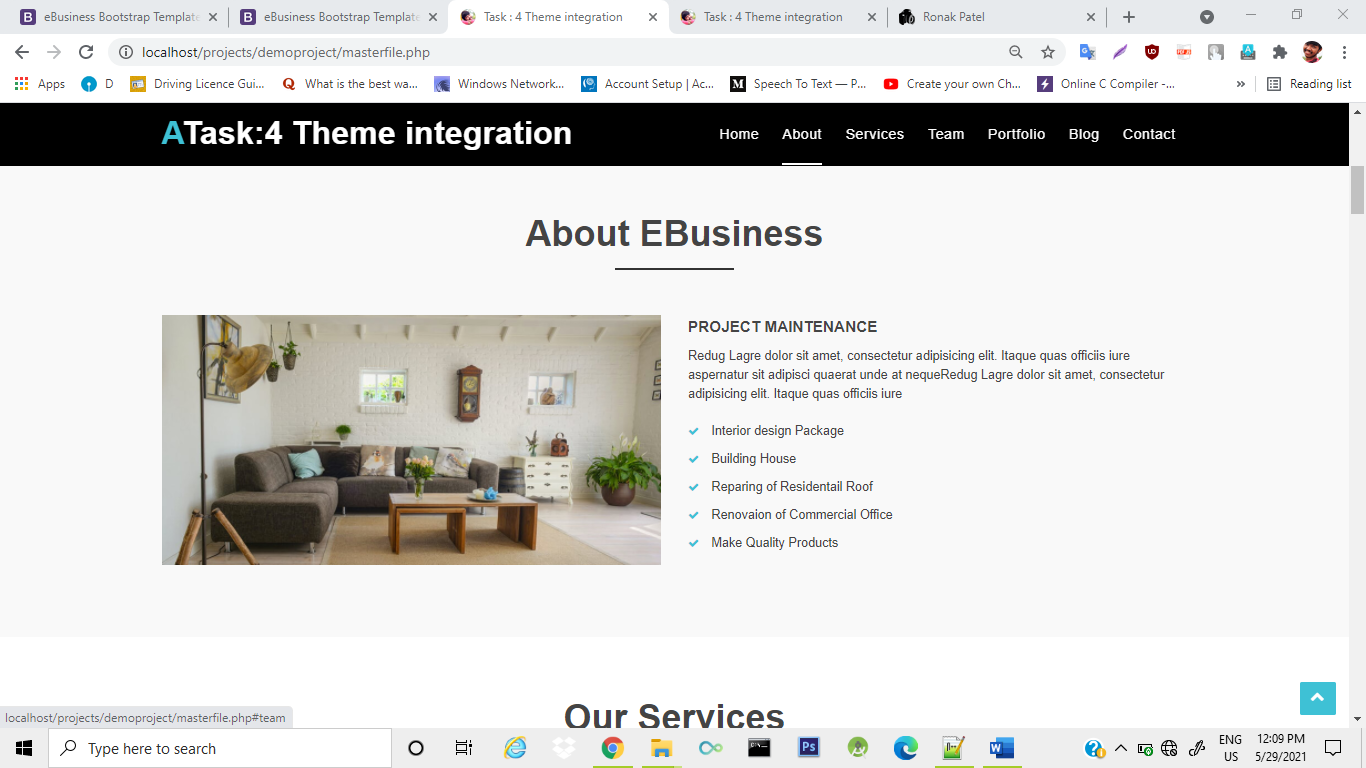 eBusiness Bootstrap Template
eBusiness Bootstrap Template
Task : 4 Theme integration
Task : 4 Theme integration
Ronak Patel
localhost/projects/demoproject/masterfile.php
Apps
D
Driving Licence Gui...
What is the best wa...
Windows Network...
Account Setup | Ac...
Speech To Text — P...
Create your own Ch...
Online C Compiler -...
»
Reading list
ATask:4 Theme integration
Home About Services Team Portfolio Blog Contact
About EBusiness
PROJECT MAINTENANCE
Redug Lagre dolor sit amet, consectetur adipisicing elit. Itaque quas officiis iure
aspernatur sit adipisci quaerat unde at nequeRedug Lagre dolor sit amet, consectetur
adipisicing elit. Itaque quas officiis iure
Interior design Package
Building House
Reparing of Residentail Roof
Renovaion of Commercial Office
Make Quality Products
Our Services
localhost/projects/demoproject/masterfile.php#team
Type here to search
ENG
US
12:09 PM
5/29/2021